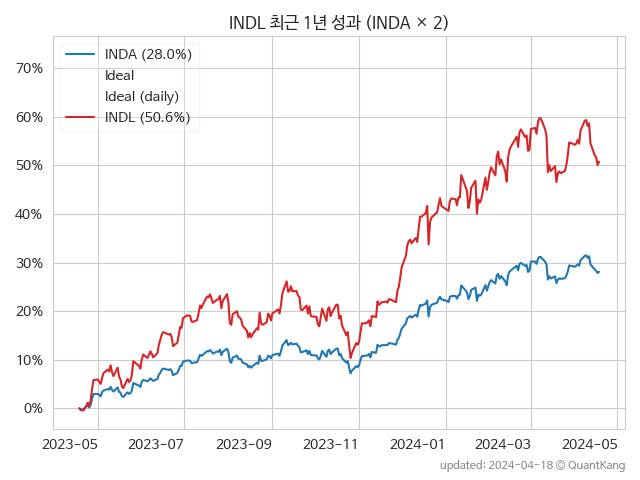 INDL 최근 1년 성과 (INDA × 2)
INDA (28.0%)
Ideal
Ideal (daily)
INDL (50.6%)
70%
60%
50%
40%
30%
20%
10%
0%
2023-05 2023-07 2023-09 2023-11 2024-01 2024-03 2024-05
updated: 2024-04-18 © QuantKang